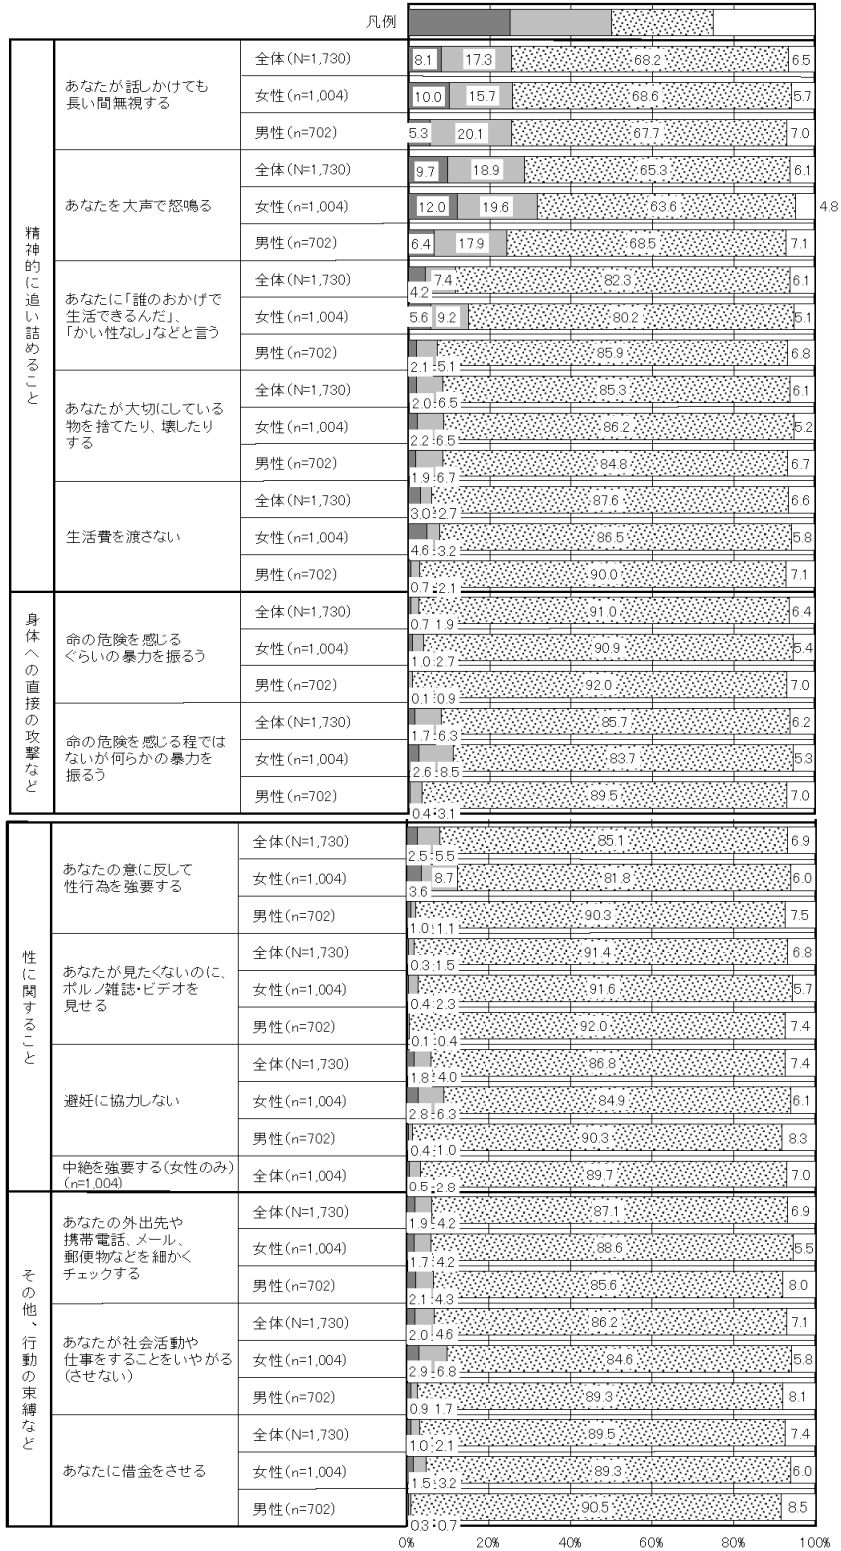 凡例
精神的に追い詰めること
あなたが話しかけても
長い間無視する
全体(N=1,730) 8.1 17.3 68.2 6.5
女性(n=1,004) 10.0 15.7 68.6 5.7
男性(n=702) 5.3 20.1 67.7 7.0
あなたを大声で怒鳴る
全体(N=1,730) 9.7 18.9 65.3 6.1
女性(n=1,004) 12.0 19.6 63.6 4.8
男性(n=702) 6.4 17.9 68.5 7.1
あなたに「誰のおかげで
生活できるんだ」、
「かい性なし」などと言う
全体(N=1,730) 4.2 7.4 82.3 6.1
女性(n=1,004) 5.6 9.2 80.2 5.1
男性(n=702) 2.1 5.1 85.9 6.8
あなたが大切にしている
物を捨てたり、壊したり
する
全体(N=1,730) 2.0 6.5 85.3 6.1
女性(n=1,004) 2.2 6.5 86.2 5.2
男性(n=702) 1.9 6.7 84.8 6.7
生活費を渡さない
全体(N=1,730) 3.0 2.7 87.6 6.6
女性(n=1,004) 4.6 3.2 86.5 5.8
男性(n=702) 0.7 2.1 90.0 7.1
身体への直接の攻撃など
命の危険を感じる
ぐらいの暴力を振るう
全体(N=1,730) 0.7 1.9 91.0 6.4
女性(n=1,004) 1.0 2.7 90.9 5.4
男性(n=702) 0.1 0.9 92.0 7.0
命の危険を感じる程では
ないが何らかの暴力を
振るう
全体(N=1,730) 1.7 6.3 85.7 6.2
女性(n=1,004) 2.6 8.5 83.7 5.3
男性(n=702) 0.4 3.1 89.5 7.0
性に関すること
あなたの意に反して
性行為を強要する
全体(N=1,730) 2.5 5.5 85.1 6.9
女性(n=1,004) 3.6 8.7 81.8 6.0
男性(n=702) 1.0 1.1 90.3 7.5
あなたが見たくないのに、
ポルノ雑誌・ビデオを
見せる
全体(N=1,730) 0.3 1.5 91.4 6.8
女性(n=1,004) 0.4 2.3 91.6 5.7
男性(n=702) 0.1 0.4 92.0 7.4
避妊に協力しない
全体(N=1,730) 1.8 4.0 86.8 7.4
女性(n=1,004) 2.8 6.3 84.9 6.1
男性(n=702) 0.4 1.0 90.3 8.3
中絶を強要する(女性のみ)
(n=1,004)
全体(n=1,004) 0.5 2.8 89.7 7.0
その他、行動の束縛など
あなたの外出先や
携帯電話、メール、
郵便物などを細かく
チェックする
全体(N=1,730) 1.9 4.2 87.1 6.9
女性(n=1,004) 1.7 4.2 88.6 5.5
男性(n=702) 2.1 4.3 85.6 8.0
あなたが社会活動や
仕事をすることをいやがる
(させない)
全体(N=1,730) 2.0 4.6 86.2 7.1
女性(n=1,004) 2.9 6.8 84.6 5.8
男性(n=702) 0.9 1.7 89.3 8.1
あなたに借金をさせる
全体(N=1,730) 1.0 2.1 89.5 7.4
女性(n=1,004) 1.5 3.2 89.3 6.0
男性(n=702) 0.3 0.7 90.5 8.5
0% 20% 40% 60% 80% 100%